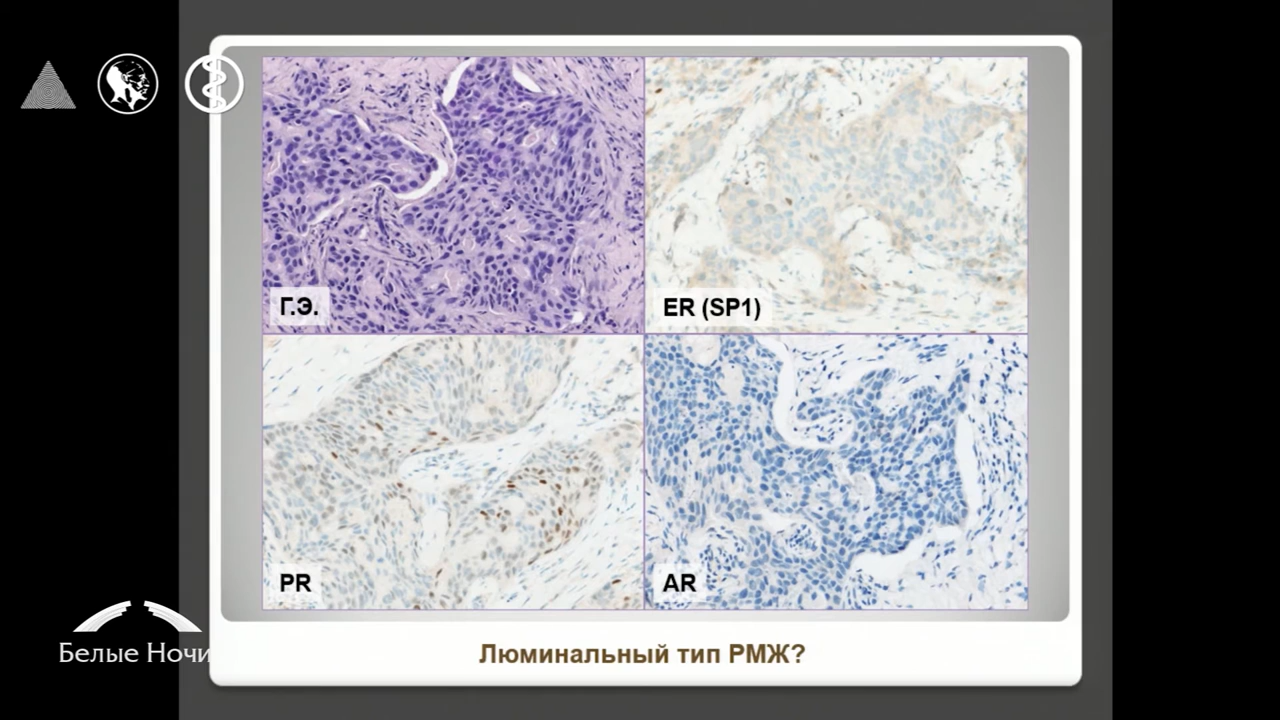 Г.Э.
ER (SP1)
PR
AR
Белые Ночи
Люминальный тип РМЖ?